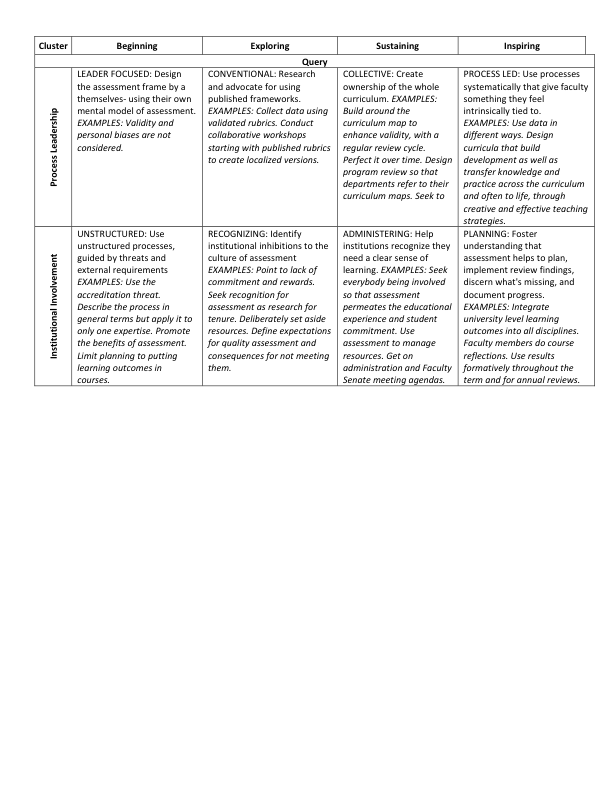 Cluster Beginning Exploring Sustaining Inspiring
Query
Process Leadership
LEADER FOCUSED: Design
the assessment frame by a
themselves- using their own
mental model of assessment.
EXAMPLES: Validity and
personal biases are not
considered.
CONVENTIONAL: Research
and advocate for using
published frameworks.
EXAMPLES: Collect data using
validated rubrics. Conduct
collaborative workshops
starting with published rubrics
to create localized versions.
COLLECTIVE: Create
ownership of the whole
curriculum. EXAMPLES:
Build around the
curriculum map to
enhance validity, with a
regular review cycle.
Perfect it over time. Design
program review so that
departments refer to their
curriculum maps. Seek to
PROCESS LED: Use processes
systematically that give faculty
something they feel
intrinsically tied to.
EXAMPLES: Use data in
different ways. Design
curricula that build
development as well as
transfer knowledge and
practice across the curriculum
and often to life, through
creative and effective teaching
strategies.
Institutional Involvement
UNSTRUCTURED: Use
unstructured processes,
guided by threats and
external requirements
EXAMPLES: Use the
accreditation threat.
Describe the process in
general terms but apply it to
only one expertise. Promote
the benefits of assessment.
Limit planning to putting
learning outcomes in
courses.
RECOGNIZING: Identify
institutional inhibitions to the
culture of assessment
EXAMPLES: Point to lack of
commitment and rewards.
Seek recognition for
assessment as research for
tenure. Deliberately set aside
resources. Define expectations
for quality assessment and
consequences for not meeting
them.
ADMINISTERING: Help
institutions recognize they
need a clear sense of
learning. EXAMPLES: Seek
everybody being involved
so that assessment
permeates the educational
experience and student
commitment. Use
assessment to manage
resources. Get on
administration and Faculty
Senate meeting agendas.
PLANNING: Foster
understanding that
assessment helps to plan,
implement review findings,
discern what's missing, and
document progress.
EXAMPLES: Integrate
university level learning
outcomes into all disciplines.
Faculty members do course
reflections. Use results
formatively throughout the
term and for annual reviews.